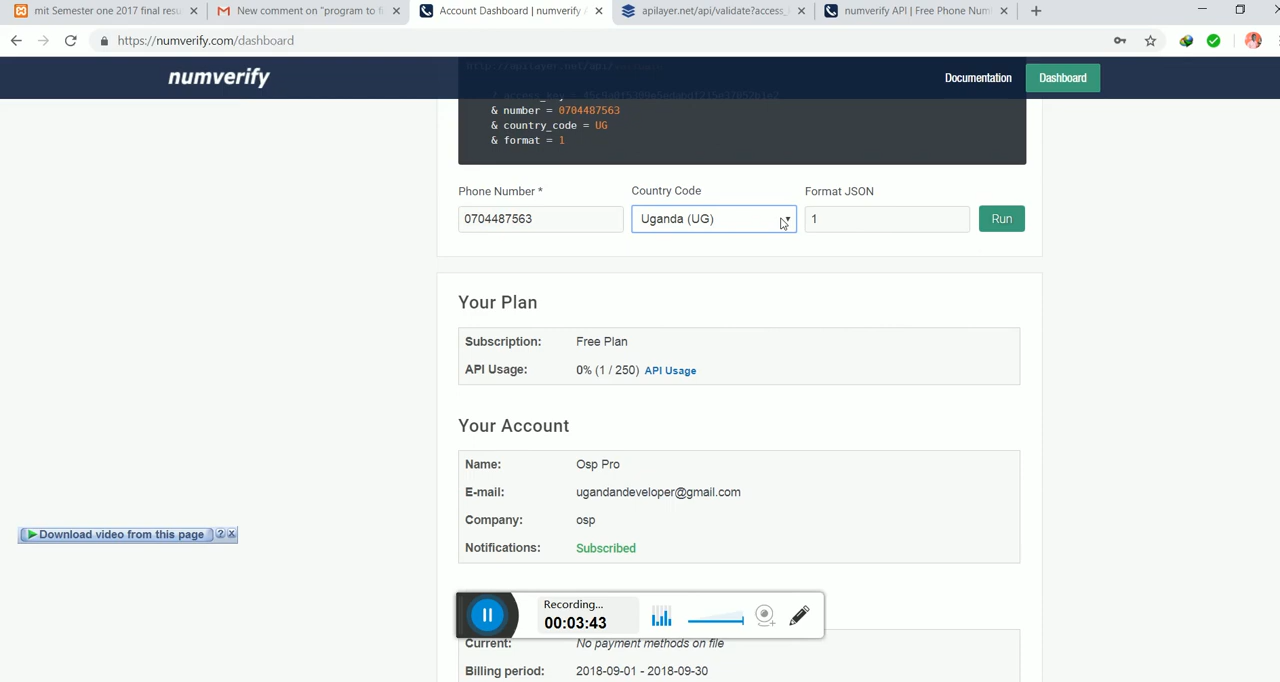 mit Semester one 2017 final resu
New comment on "program to fi
Account Dashboard | numverify A
apilayer.net/api/validate?access_k
numverify API | Free Phone Num
https://numverify.com/dashboard
numverify
Documentation
Dashboard
& number = 0704487563
& country_code = UG
& format = 1
Phone Number *
Country Code
Format JSON
0704487563
Uganda (UG)
1
Run
Your Plan
Subscription: Free Plan
API Usage: 0% (1 / 250) API Usage
Your Account
Name: Osp Pro
E-mail: ugandandeveloper@gmail.com
Company: osp
Notifications: Subscribed
Download video from this page ? x
Recording...
00:03:43
Current: No payment methods on file
Billing period: 2018-09-01 - 2018-09-30